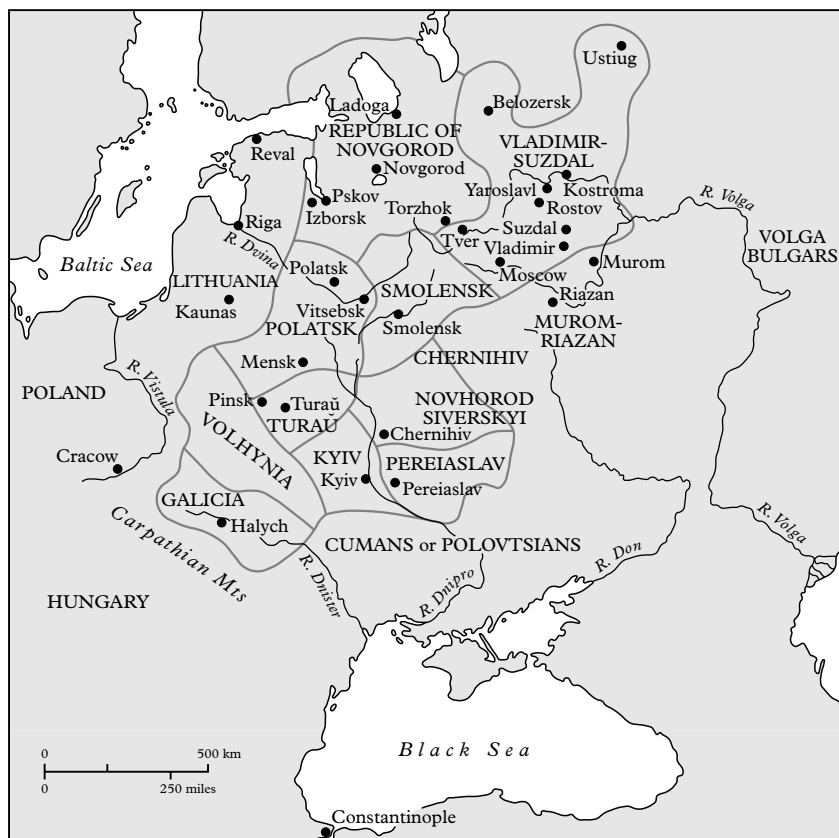 Ustiug
Belozersk
Ladoga
REPUBLIC OF
NOVGOROD
VLADIMIR-
SUZDAL
Reval
Novgorod
Yaroslavl
Kostroma
Pskov
Izborsk
Rostov
R. Volga
Torzhok
Riga
Tver
Suzdal
R. Dvina
Vladimir
VOLGA
BULGARS
Baltic Sea
Moscow
Murom
Polatsk
LITHUANIA
SMOLENSK
Kaunas
Vitsebsk
Riazan
POLATSK
Smolensk
MUROM-
RIAZAN
Mensk
CHERNIHIV
R. Vistula
POLAND
Pinsk
Turaŭ
TURAŬ
NOVHOROD
SIVERSKYI
VOLHYNIA
Chernihiv
Cracow
KYIV
Kyiv
PEREIASLAV
Pereiaslav
GALICIA
Halych
R. Volga
Carpathian Mts
CUMANS or POLOVTSIANS
R. Don
R. Dnister
R. Dnipro
HUNGARY
Black Sea
0 500 km
0 250 miles
Constantinople